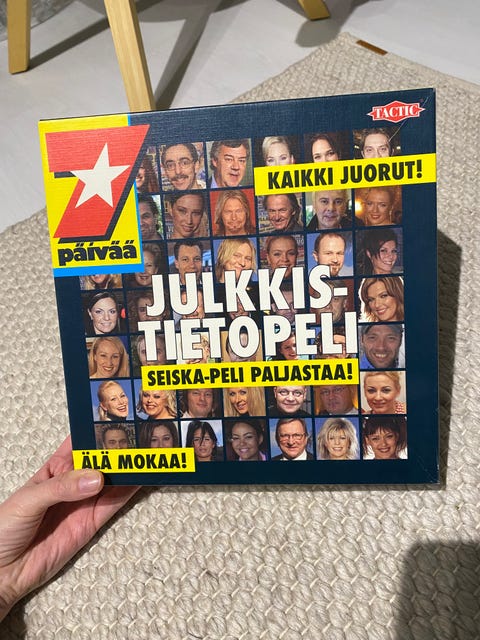 TACTIC
7
päivää
KAIKKI JUORUT!
JULKKIS-
TIETOPELI
SEISKA-PELI PALJASTAA!
ÄLÄ MOKAA!